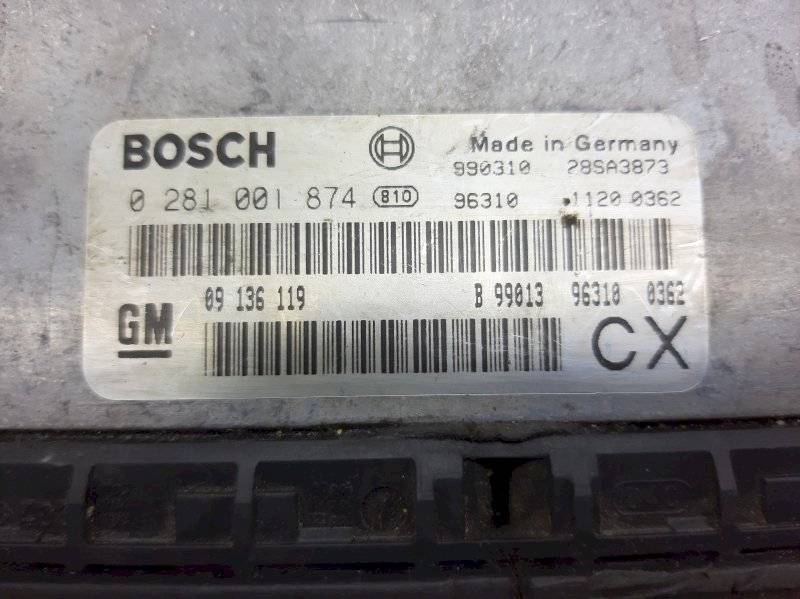 BOSCH Made in Germany
990310 28SA3873
0 281 001 874 810 96310 1120 0362
09 136 119 B 99013 96310 0362
GM CX